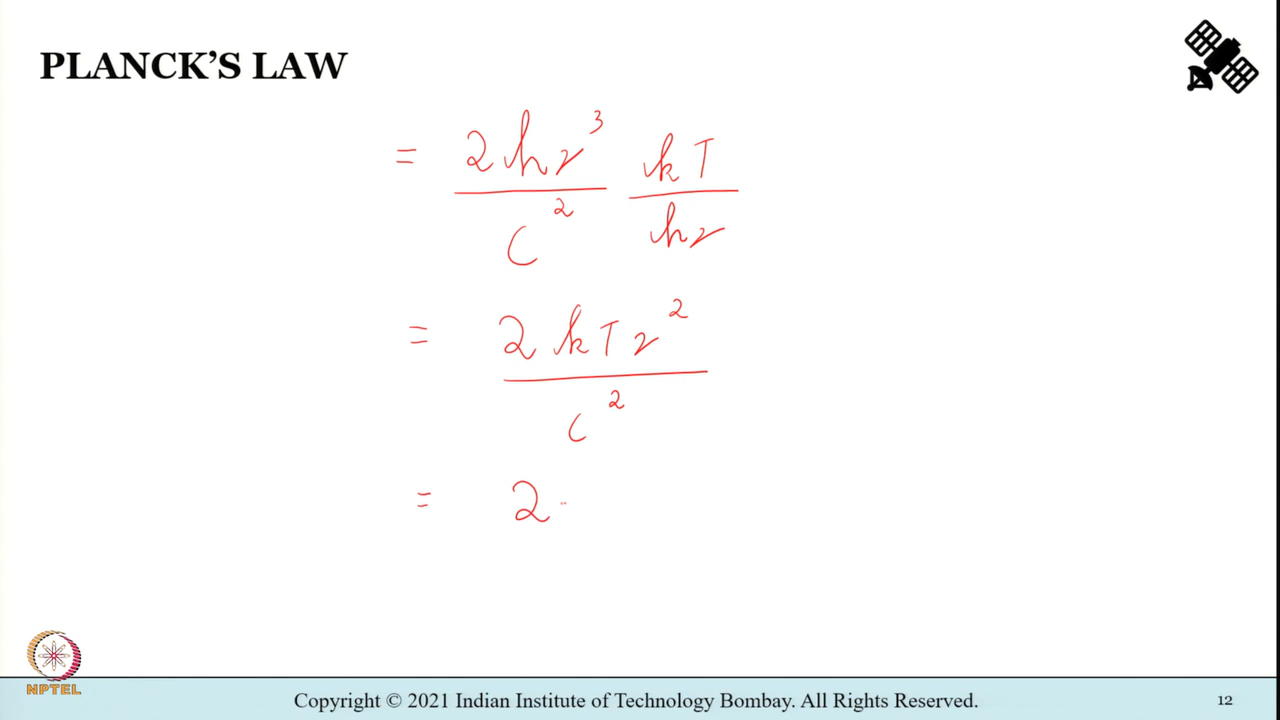 PLANCK'S LAW
= 2hν³/c² kT/hν
= 2kTν²/c²
= 2
NPTEL
Copyright © 2021 Indian Institute of Technology Bombay. All Rights Reserved.
12